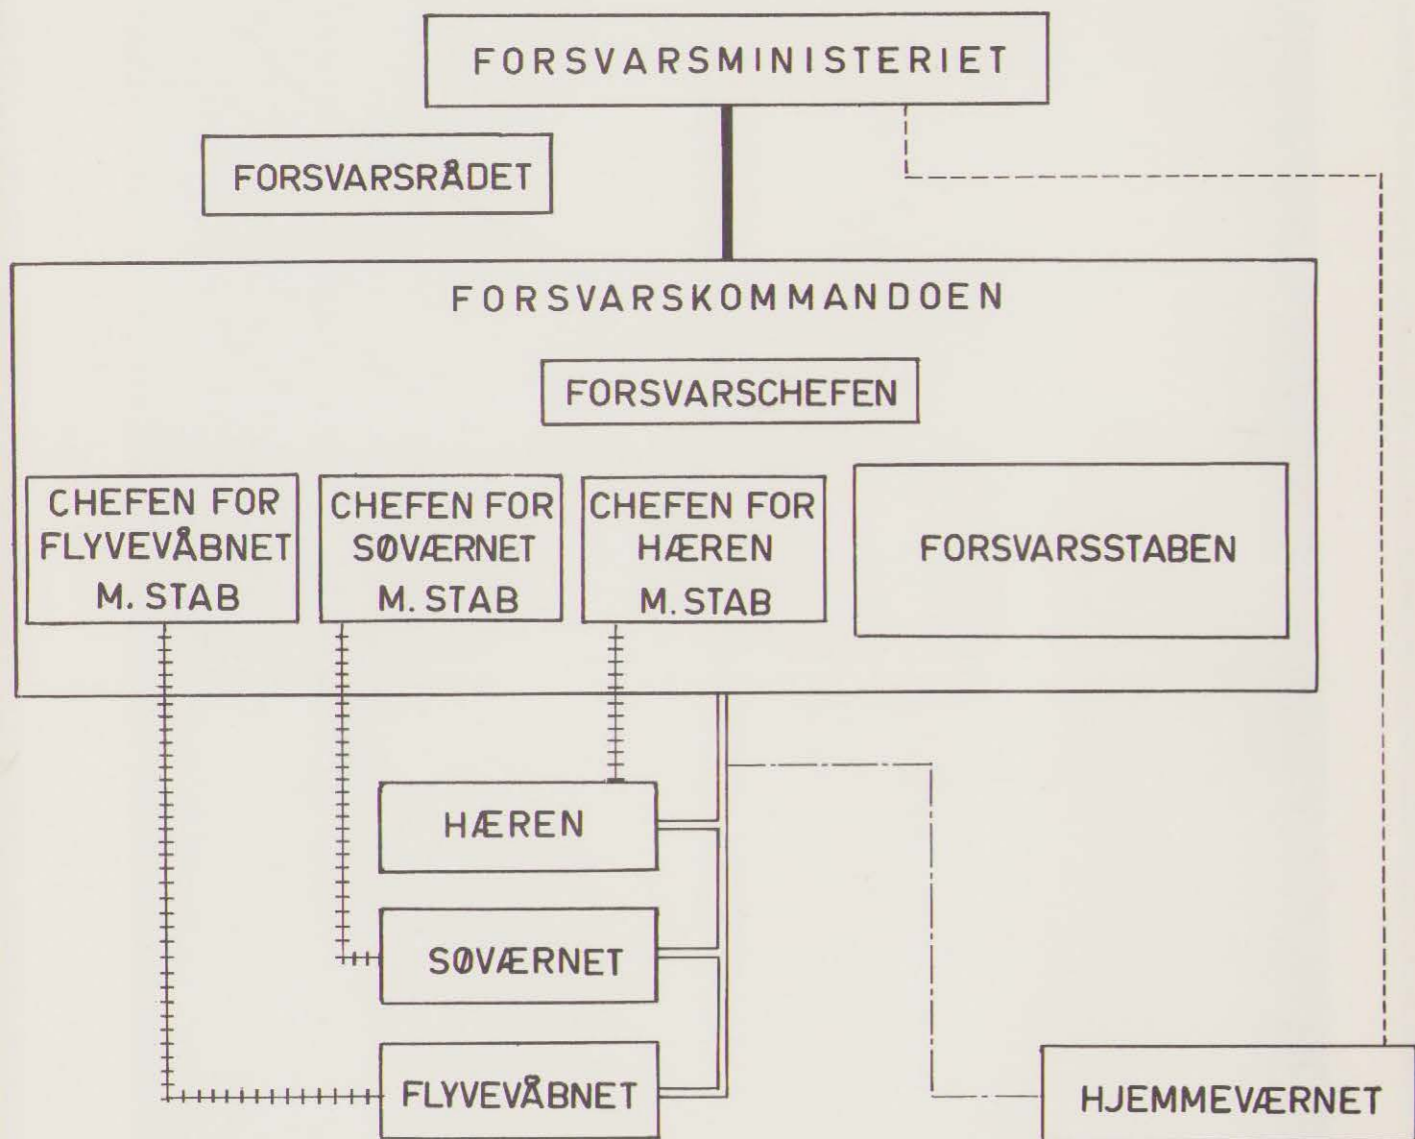 FORSVARSMINISTERIET
FORSVARSRÅDET
FORSVARSKOMMANDOEN
FORSVARSCHEFEN
CHEFEN FOR
FLYVEVÅBNET
M. STAB
CHEFEN FOR
SØVÆRNET
M. STAB
CHEFEN FOR
HÆREN
M. STAB
FORSVARSSTABEN
HÆREN
SØVÆRNET
FLYVEVÅBNET
HJEMMEVÆRNET